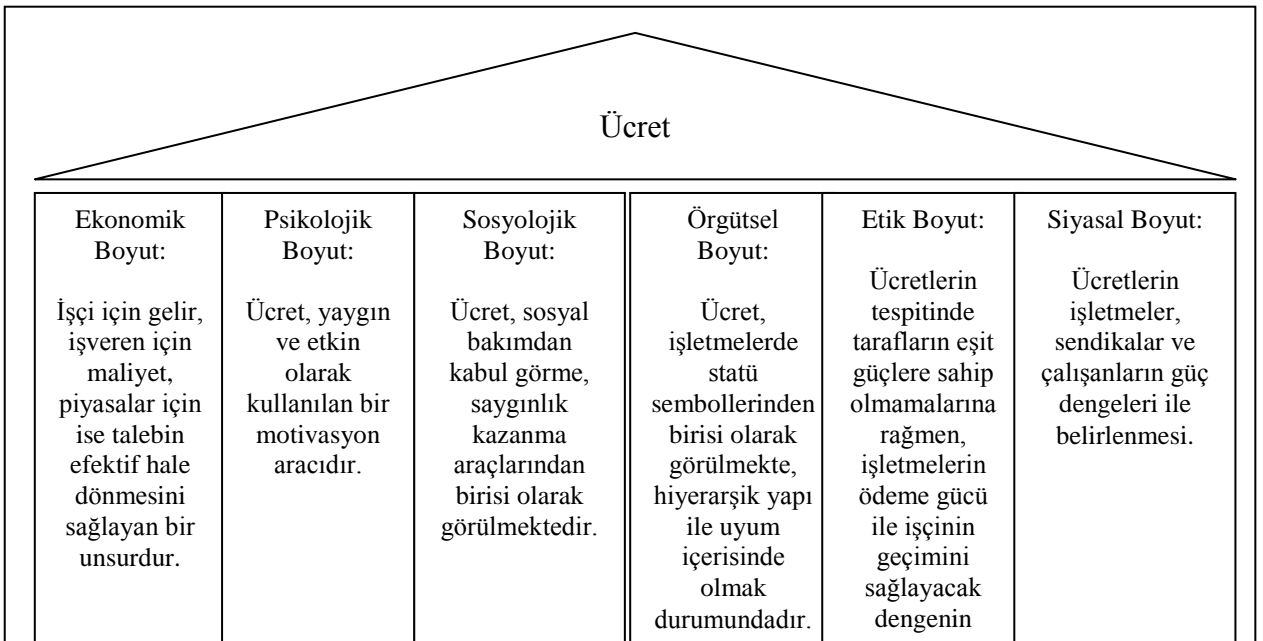 Ücret
Ekonomik
Boyut:
İşçi için gelir,
işveren için
maliyet,
piyasalar için
ise talebin
efektif hale
dönmesini
sağlayan bir
unsurdur.
Psikolojik
Boyut:
Ücret, yaygın
ve etkin
olarak
kullanılan bir
motivasyon
aracıdır.
Sosyolojik
Boyut:
Ücret, sosyal
bakımdan
kabul görme,
saygınlık
kazanma
araçlarından
birisi olarak
görülmektedir.
Örgütsel
Boyut:
Ücret,
işletmelerde
statü
sembollerinden
birisi olarak
görülmekte,
hiyerarşik yapı
ile uyum
içerisinde
olmak
durumundadır.
Etik Boyut:
Ücretlerin
tespitinde
tarafların eşit
güçlere sahip
olmamalarına
rağmen,
işletmelerin
ödeme gücü
ile işçinin
geçimini
sağlayacak
dengenin
Siyasal Boyut:
Ücretlerin
işletmeler,
sendikalar ve
çalışanların güç
dengeleri ile
belirlenmesi.